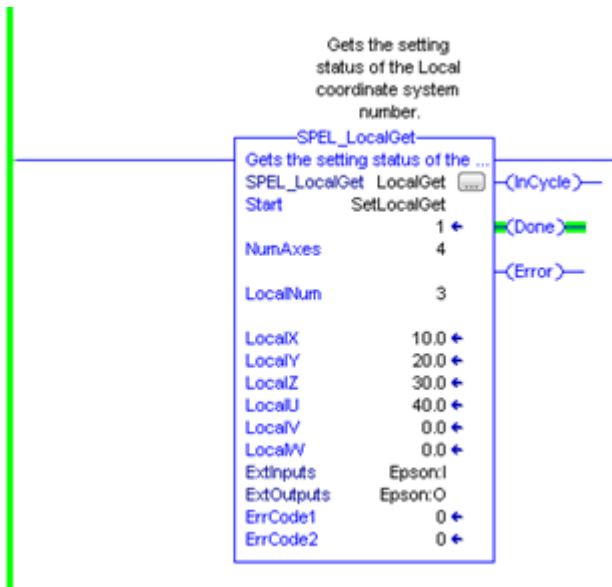 Gets the setting
status of the Local
coordinate system
number.
SPEL_LocalGet
Gets the setting status of the ...
SPEL_LocalGet LocalGet ...
(InCycle)
Start SetLocalGet
1 ←
(Done)
NumAxes 4
(Error)
LocalNum 3
LocalX 10.0 ←
LocalY 20.0 ←
LocalZ 30.0 ←
LocalU 40.0 ←
LocalV 0.0 ←
LocalW 0.0 ←
ExtInputs Epson:I
ExtOutputs Epson:O
ErrCode1 0 ←
ErrCode2 0 ←